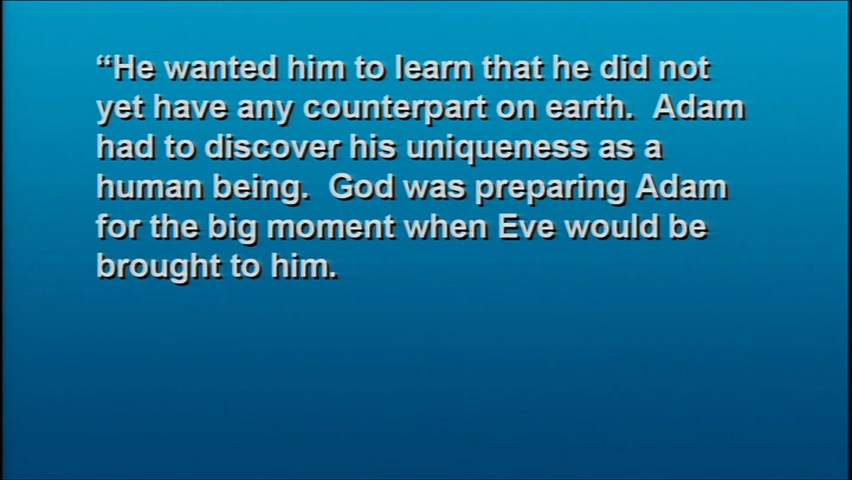 “He wanted him to learn that he did not
yet have any counterpart on earth.  Adam
had to discover his uniqueness as a
human being.  God was preparing Adam
for the big moment when Eve would be
brought to him.